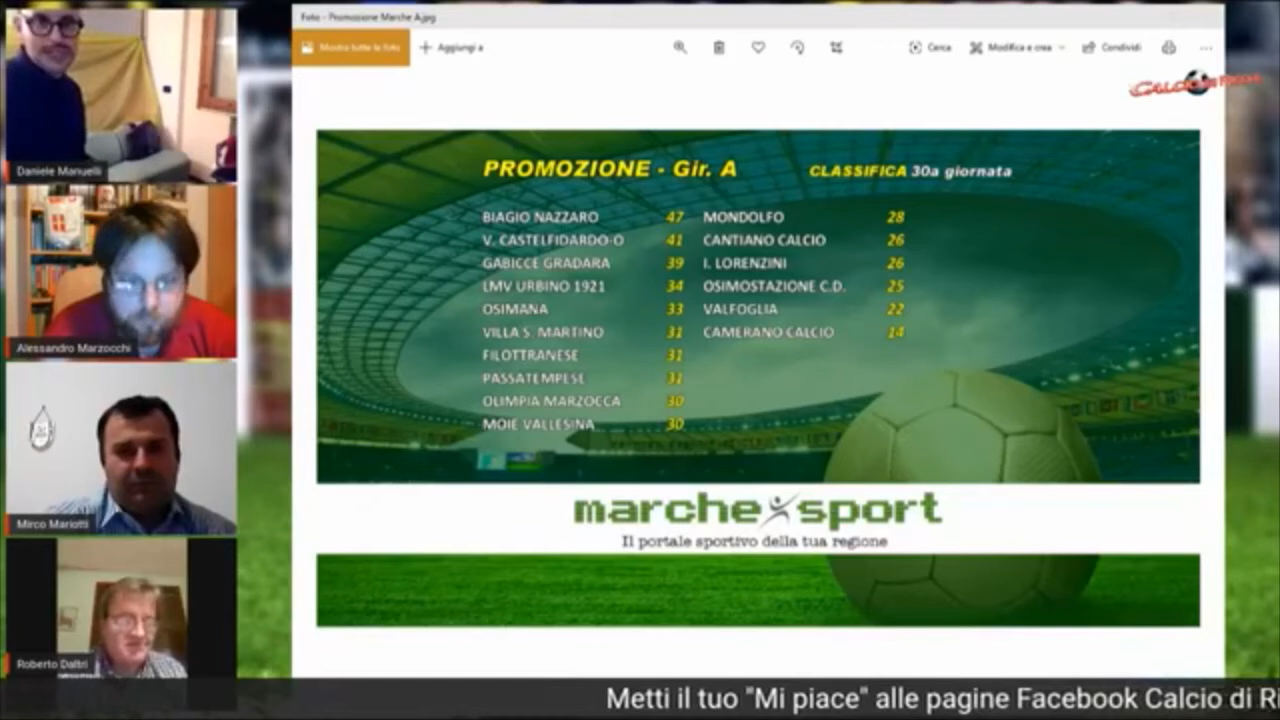 Foto - Promozione Marche A.jpg
Mostra tutte le foto
Aggiungi a
Cerca
Modifica e crea
Condividi
PROMOZIONE - Gir. A
CLASSIFICA 30a giornata
BIAGIO NAZZARO 47
V. CASTELFIDARDO-O 41
GABICCE GRADARA 39
LMV URBINO 1921 34
OSIMANA 33
VILLA S. MARTINO 31
FILOTTRANESE 31
PASSATEMPESE 31
OLIMPIA MARZOCCA 30
MOIE VALLESINA 30
MONDOLFO 28
CANTIANO CALCIO 26
I. LORENZINI 26
OSIMOSTAZIONE C.D. 25
VALFOGLIA 22
CAMERANO CALCIO 14
marche sport
Il portale sportivo della tua regione
Daniele Manuelli
Alessandro Marzocchi
Mirco Mariotti
Roberto Daltri
Metti il tuo "Mi piace" alle pagine Facebook Calcio di